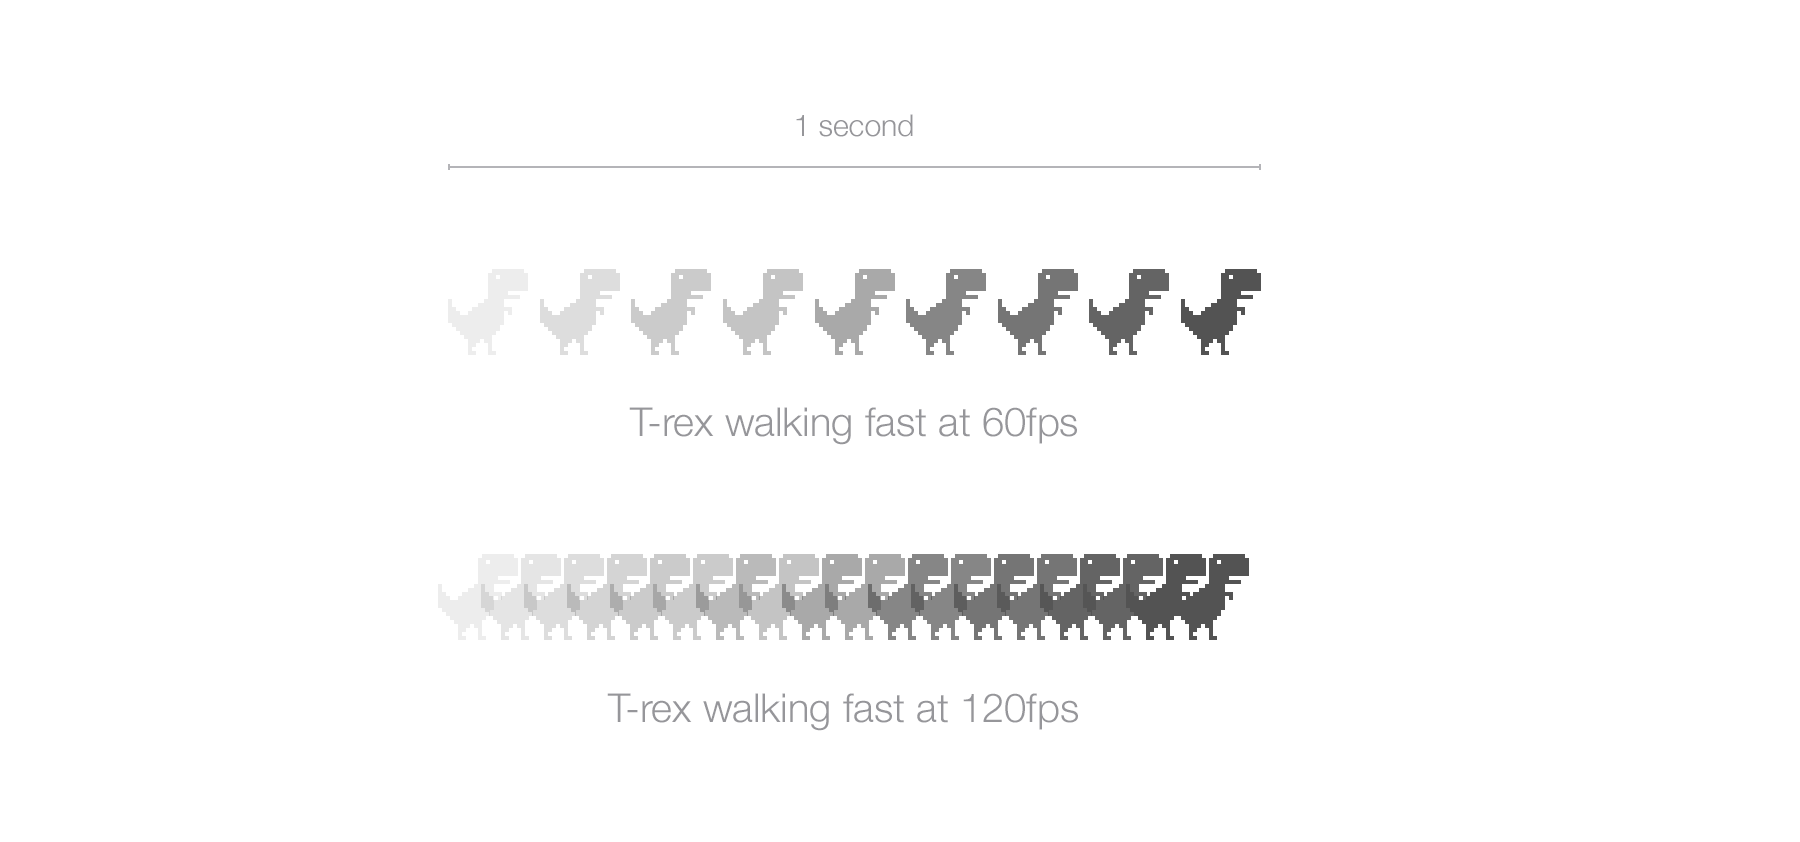 1 second
T-rex walking fast at 60fps
T-rex walking fast at 120fps